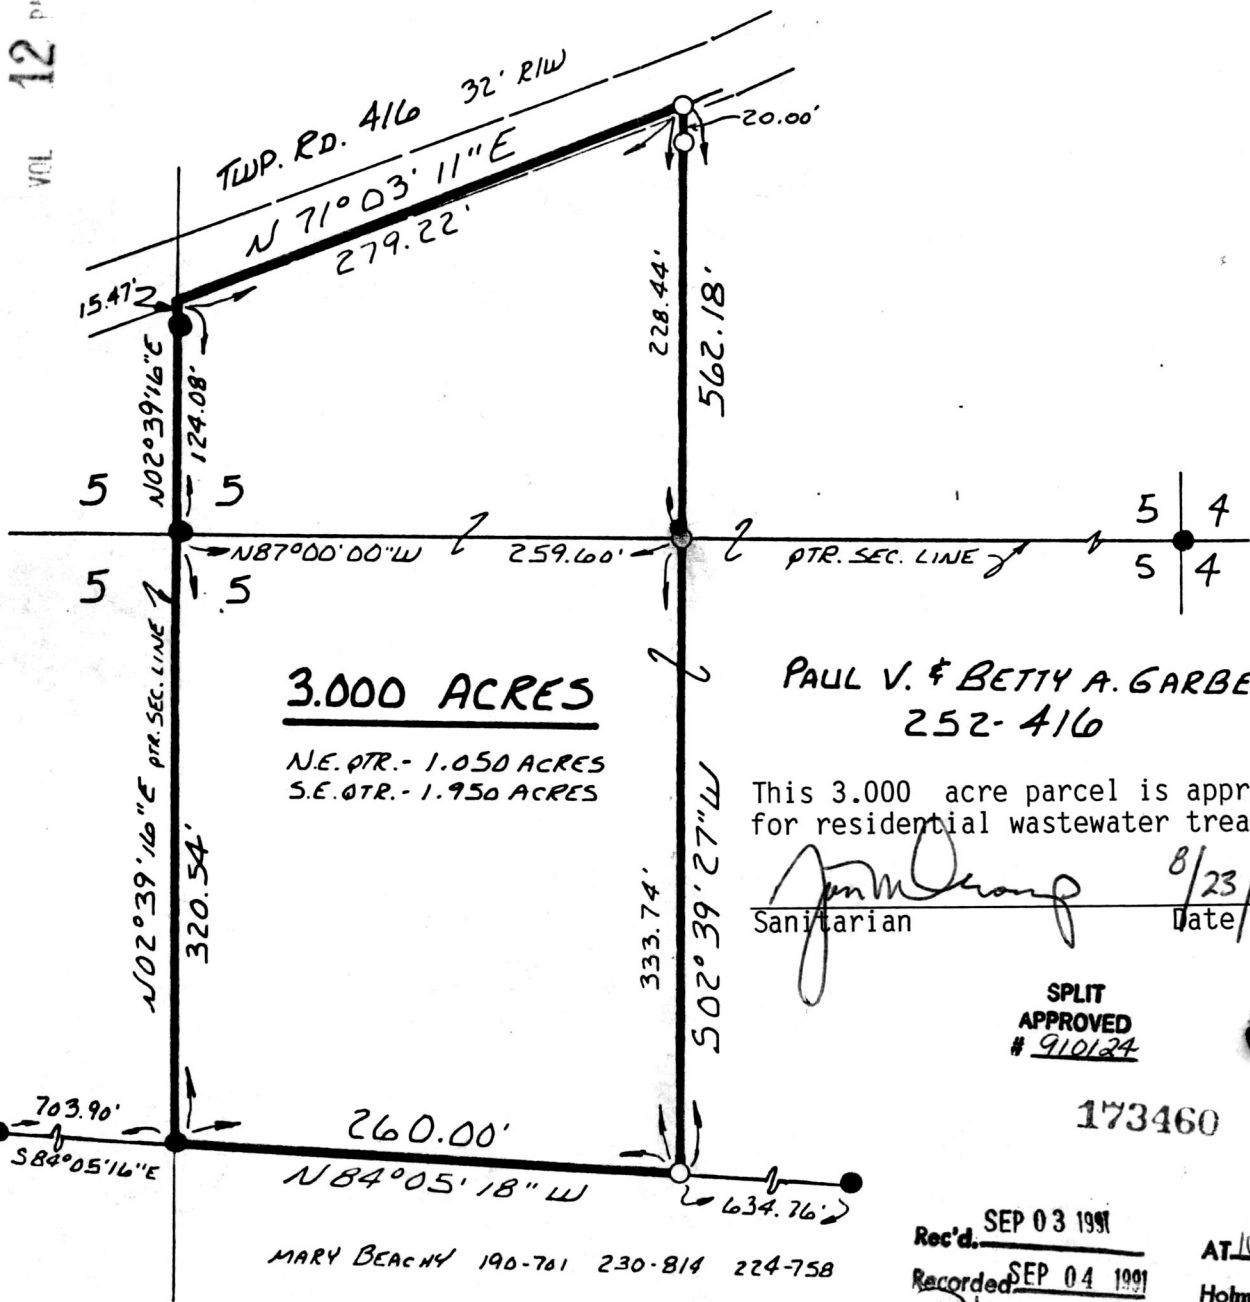 VOL 12
TWP. RD. 416 32' R/W
N 71° 03' 11" E
279.22'
20.00'
15.47'
N02°39'16"E
124.08'
228.44'
562.18'
5 5
5 5
N87°00'00"W 259.60'
QTR. SEC. LINE
5 4
5 4
QTR. SEC. LINE
N02°39'16"E
320.54'
3.000 ACRES
N.E. QTR.- 1.050 ACRES
S.E. QTR.- 1.950 ACRES
333.74'
S02°39'27"W
PAUL V. & BETTY A. GARBE
252-416
This 3.000 acre parcel is appr
for residential wastewater trea
8/23/
Sanitarian Date
SPLIT
APPROVED
# 910124
173460
703.90'
S84°05'16"E
260.00'
N84°05'18"W
634.76'
MARY BEACHY 190-701 230-814 224-758
Rec'd. SEP 03 1991
AT
Recorded SEP 04 1991
Holm